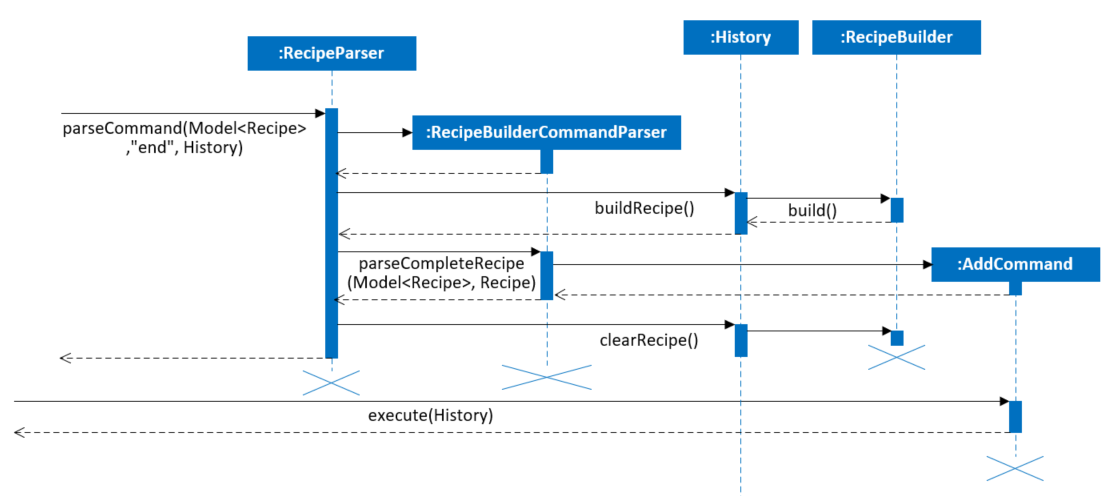 :History
:RecipeBuilder
:RecipeParser
parseCommand(Model<Recipe>
,"end", History)
:RecipeBuilderCommandParser
buildRecipe()
build()
parseCompleteRecipe
(Model<Recipe>, Recipe)
:AddCommand
clearRecipe()
execute(History)